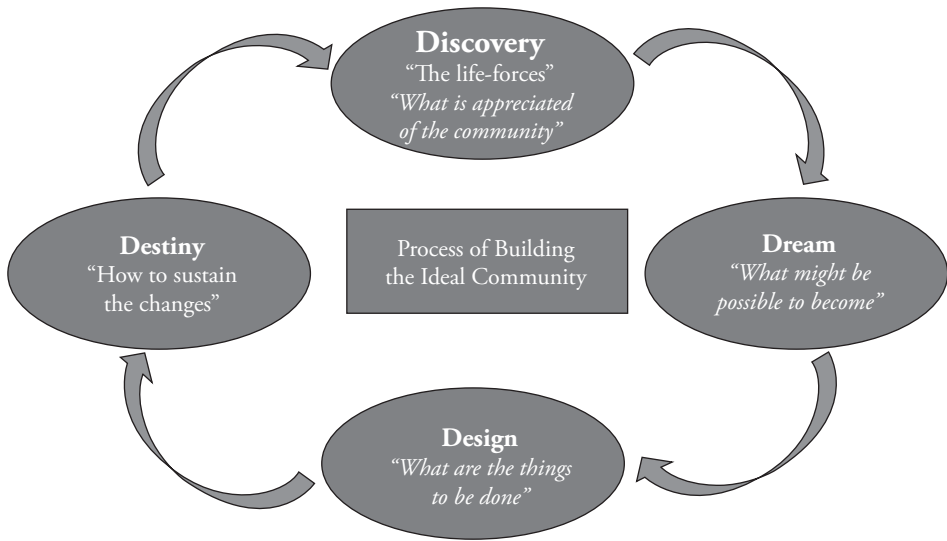 Discovery
“The life-forces”
“What is appreciated
of the community”
Destiny
“How to sustain
the changes”
Process of Building
the Ideal Community
Dream
“What might be
possible to become”
Design
“What are the things
to be done”